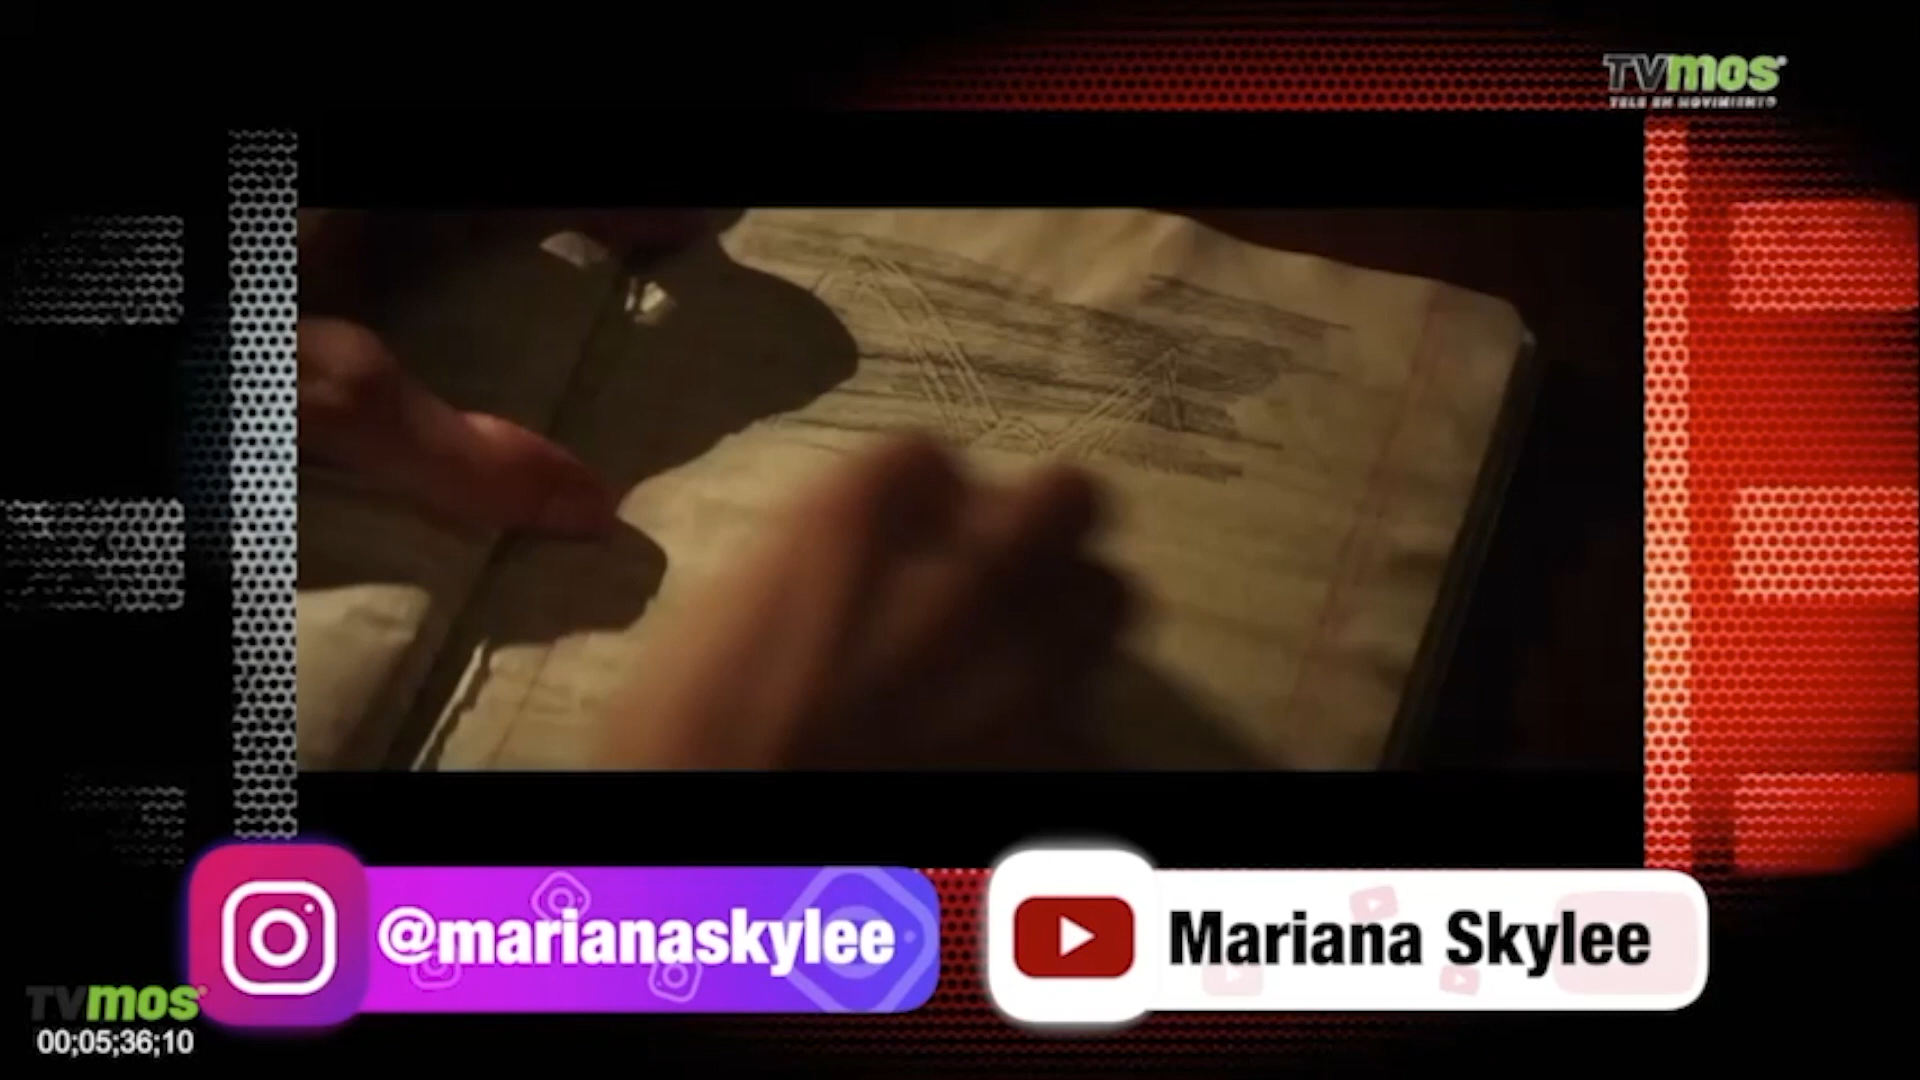 TVmos
TELE EN MOVIMIENTO
@marianaskylee
Mariana Skylee
TVmos
00;05;36;10